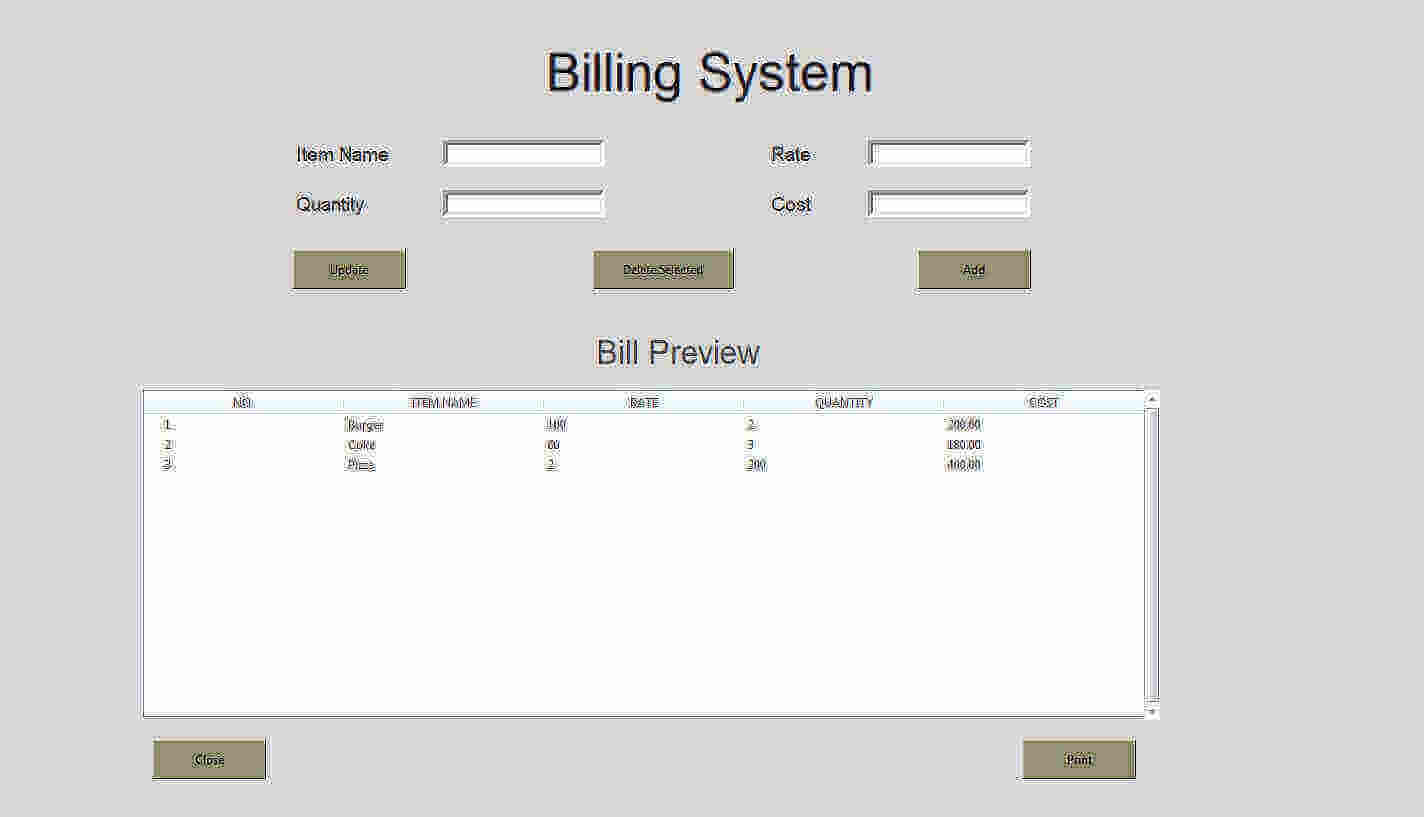 Billing System
Item Name Rate
Quantity Cost
Update Delete Selected Add
Bill Preview
NO. ITEM NAME RATE QUANTITY COST
1 Burger 100 2 200.00
2 Coke 60 3 180.00
3 Pizza 2 200 400.00
Close Print